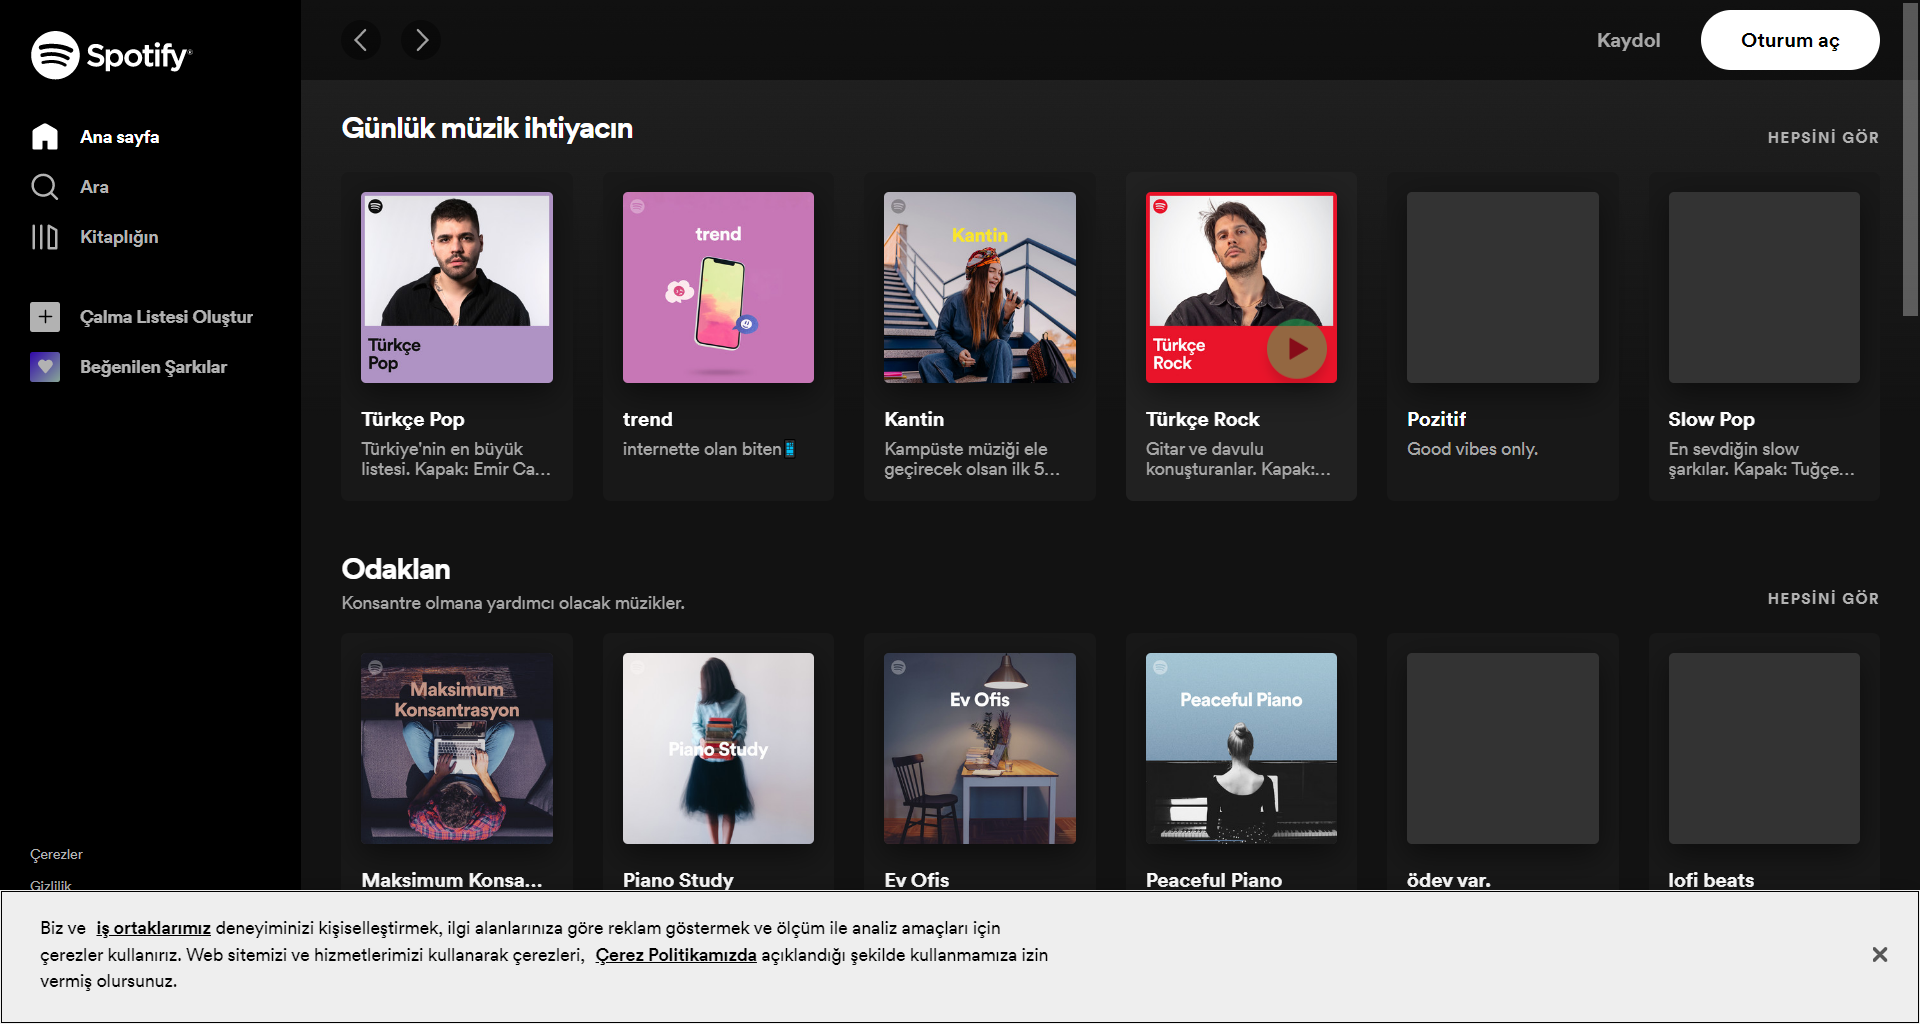 Spotify
Ana sayfa
Ara
Kitaplığın
Çalma Listesi Oluştur
Beğenilen Şarkılar
Çerezler
Gizlilik
Kaydol
Oturum aç
Günlük müzik ihtiyacın
HEPSİNİ GÖR
Türkçe
Pop
trend
Kantin
Türkçe
Rock
Türkçe Pop
Türkiye'nin en büyük
listesi. Kapak: Emir Ca...
trend
internette olan biten📱
Kantin
Kampüste müziği ele
geçirecek olsan ilk 5...
Türkçe Rock
Gitar ve davulu
konuşturanlar. Kapak:...
Pozitif
Good vibes only.
Slow Pop
En sevdiğin slow
şarkılar. Kapak: Tuğçe...
Odaklan
Konsantre olmana yardımcı olacak müzikler.
HEPSİNİ GÖR
Maksimum
Konsantrasyon
Piano Study
Ev Ofis
Peaceful Piano
Maksimum Konsa...
Piano Study
Ev Ofis
Peaceful Piano
ödev var.
lofi beats
Biz ve iş ortaklarımız deneyiminizi kişiselleştirmek, ilgi alanlarınıza göre reklam göstermek ve ölçüm ile analiz amaçları için
çerezler kullanırız. Web sitemizi ve hizmetlerimizi kullanarak çerezleri, Çerez Politikamızda açıklandığı şekilde kullanmamıza izin
vermiş olursunuz.